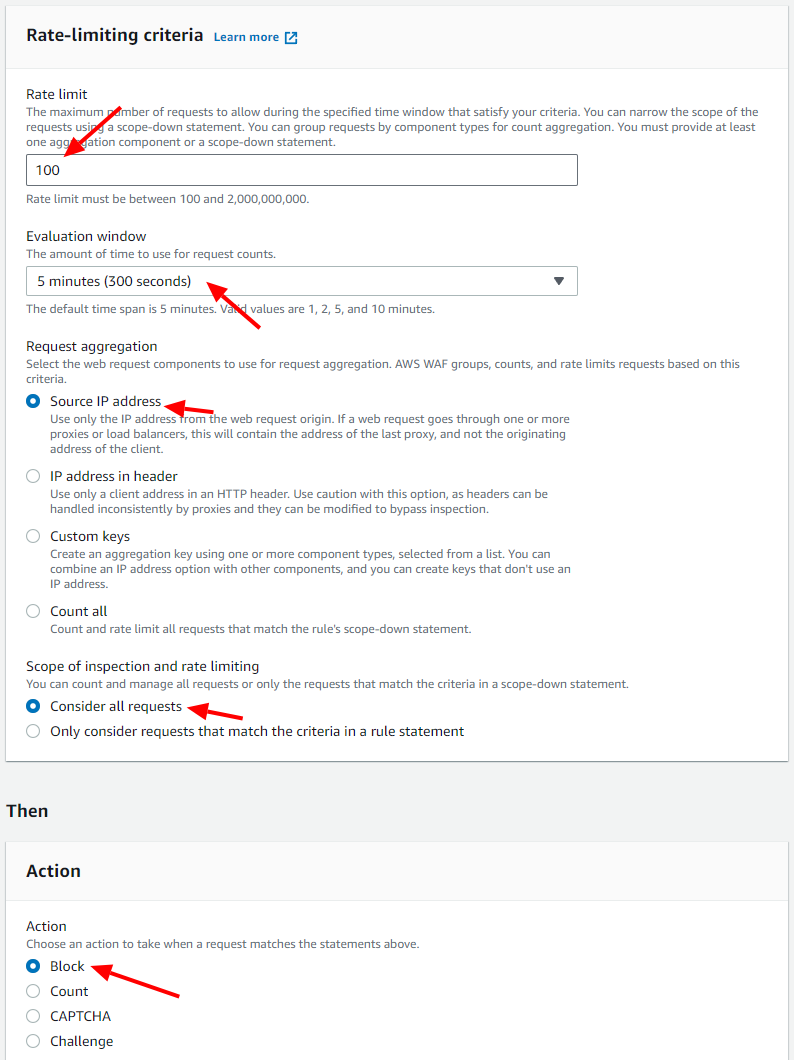 Rate-limiting criteria Learn more
Rate limit
The maximum number of requests to allow during the specified time window that satisfy your criteria. You can narrow the scope of the
requests using a scope-down statement. You can group requests by component types for count aggregation. You must provide at least
one aggregation component or a scope-down statement.
100
Rate limit must be between 100 and 2,000,000,000.
Evaluation window
The amount of time to use for request counts.
5 minutes (300 seconds)
The default time span is 5 minutes. Valid values are 1, 2, 5, and 10 minutes.
Request aggregation
Select the web request components to use for request aggregation. AWS WAF groups, counts, and rate limits requests based on this
criteria.
Source IP address
Use only the IP address from the web request origin. If a web request goes through one or more
proxies or load balancers, this will contain the address of the last proxy, and not the originating
address of the client.
IP address in header
Use only a client address in an HTTP header. Use caution with this option, as headers can be
handled inconsistently by proxies and they can be modified to bypass inspection.
Custom keys
Create an aggregation key using one or more component types, selected from a list. You can
combine an IP address option with other components, and you can create keys that don't use an
IP address.
Count all
Count and rate limit all requests that match the rule's scope-down statement.
Scope of inspection and rate limiting
You can count and manage all requests or only the requests that match the criteria in a scope-down statement.
Consider all requests
Only consider requests that match the criteria in a rule statement
Then
Action
Action
Choose an action to take when a request matches the statements above.
Block
Count
CAPTCHA
Challenge